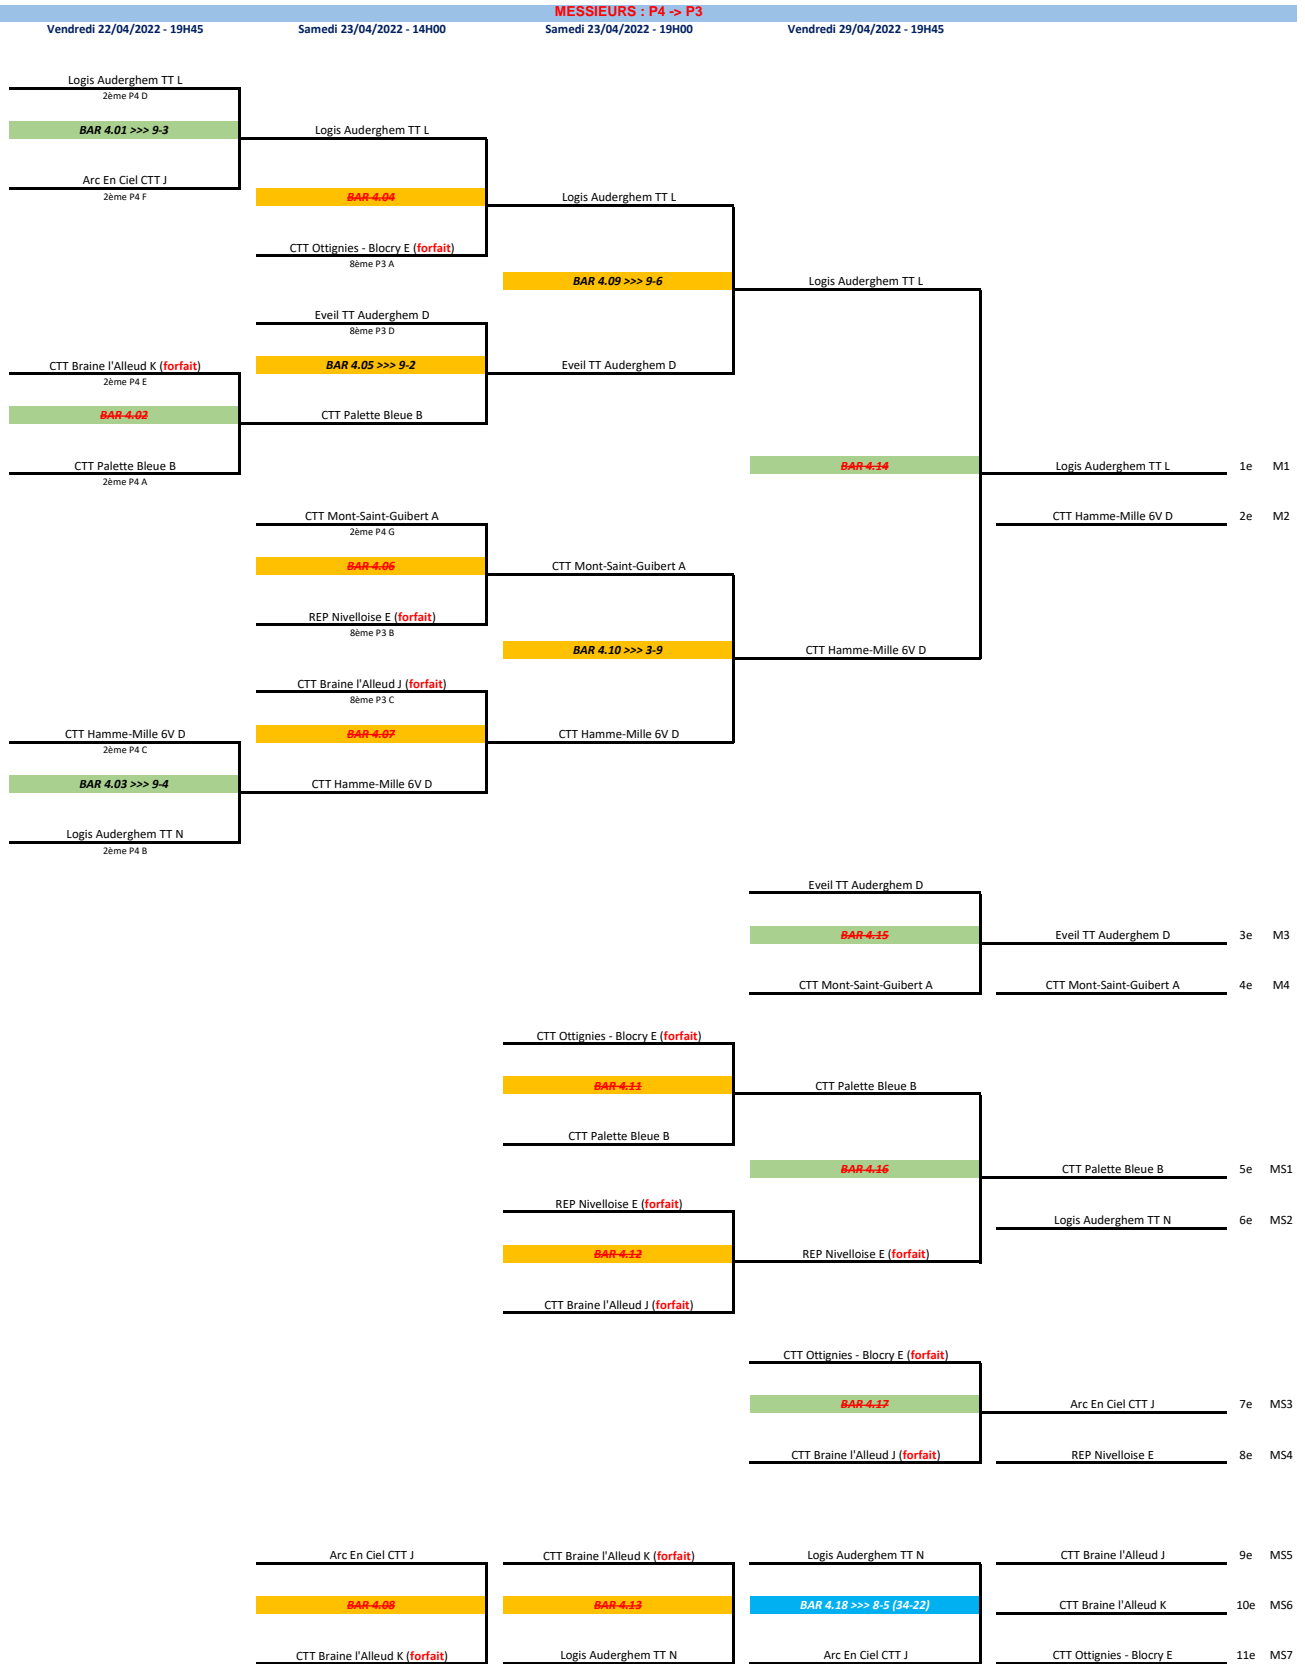 MESSIEURS : P4 -> P3
Vendredi 22/04/2022 - 19H45 Samedi 23/04/2022 - 14H00 Samedi 23/04/2022 - 19H00 Vendredi 29/04/2022 - 19H45
Logis Auderghem TT L
2ème P4 D
BAR 4.01 >>> 9-3 Logis Auderghem TT L
Arc En Ciel CTT J
2ème P4 F BAR 4.04 Logis Auderghem TT L
CTT Ottignies - Blocry E (forfait)
8ème P3 A
BAR 4.09 >>> 9-6 Logis Auderghem TT L
Eveil TT Auderghem D
8ème P3 D
CTT Braine l'Alleud K (forfait) BAR 4.05 >>> 9-2 Eveil TT Auderghem D
2ème P4 E
BAR 4.02 CTT Palette Bleue B
CTT Palette Bleue B BAR 4.14 Logis Auderghem TT L 1e M1
2ème P4 A
CTT Mont-Saint-Guibert A CTT Hamme-Mille 6V D 2e M2
2ème P4 G
BAR 4.06 CTT Mont-Saint-Guibert A
REP Nivelloise E (forfait)
8ème P3 B
BAR 4.10 >>> 3-9 CTT Hamme-Mille 6V D
CTT Braine l'Alleud J (forfait)
8ème P3 C
CTT Hamme-Mille 6V D BAR 4.07 CTT Hamme-Mille 6V D
2ème P4 C
BAR 4.03 >>> 9-4 CTT Hamme-Mille 6V D
Logis Auderghem TT N
2ème P4 B
Eveil TT Auderghem D
BAR 4.15 Eveil TT Auderghem D 3e M3
CTT Mont-Saint-Guibert A CTT Mont-Saint-Guibert A 4e M4
CTT Ottignies - Blocry E (forfait)
BAR 4.11 CTT Palette Bleue B
CTT Palette Bleue B
BAR 4.16 CTT Palette Bleue B 5e MS1
REP Nivelloise E (forfait)
Logis Auderghem TT N 6e MS2
BAR 4.12 REP Nivelloise E (forfait)
CTT Braine l'Alleud J (forfait)
CTT Ottignies - Blocry E (forfait)
BAR 4.17 Arc En Ciel CTT J 7e MS3
CTT Braine l'Alleud J (forfait) REP Nivelloise E 8e MS4
Arc En Ciel CTT J CTT Braine l'Alleud K (forfait) Logis Auderghem TT N CTT Braine l'Alleud J 9e MS5
BAR 4.08 BAR 4.13 BAR 4.18 >>> 8-5 (34-22) CTT Braine l'Alleud K 10e MS6
CTT Braine l'Alleud K (forfait) Logis Auderghem TT N Arc En Ciel CTT J CTT Ottignies - Blocry E 11e MS7